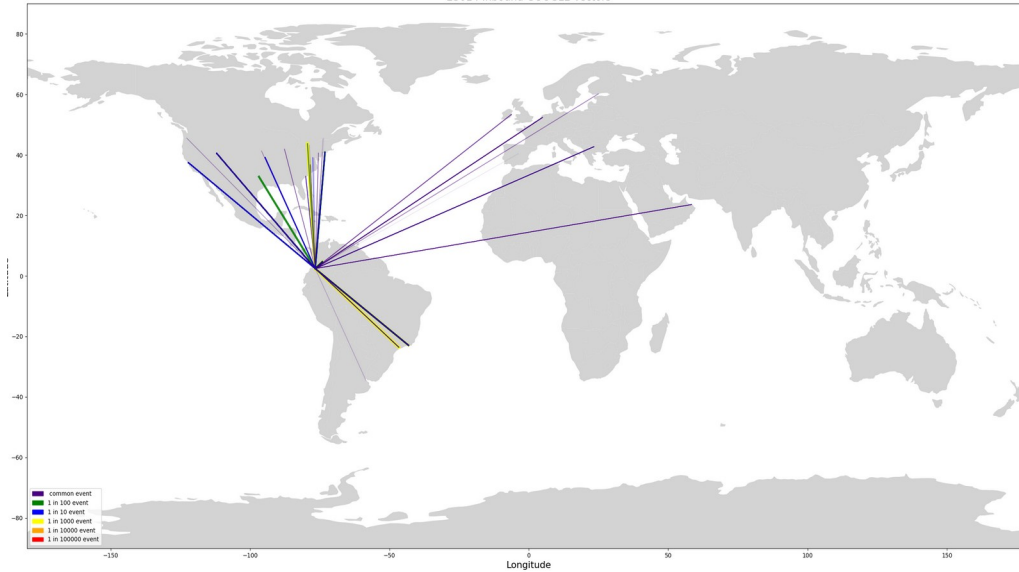 80
60
40
20
0
−20
−40
−60
−80
common event
1 in 100 event
1 in 10 event
1 in 1000 event
1 in 10000 event
1 in 100000 event
−150
−100
−50
0
50
100
150
Longitude